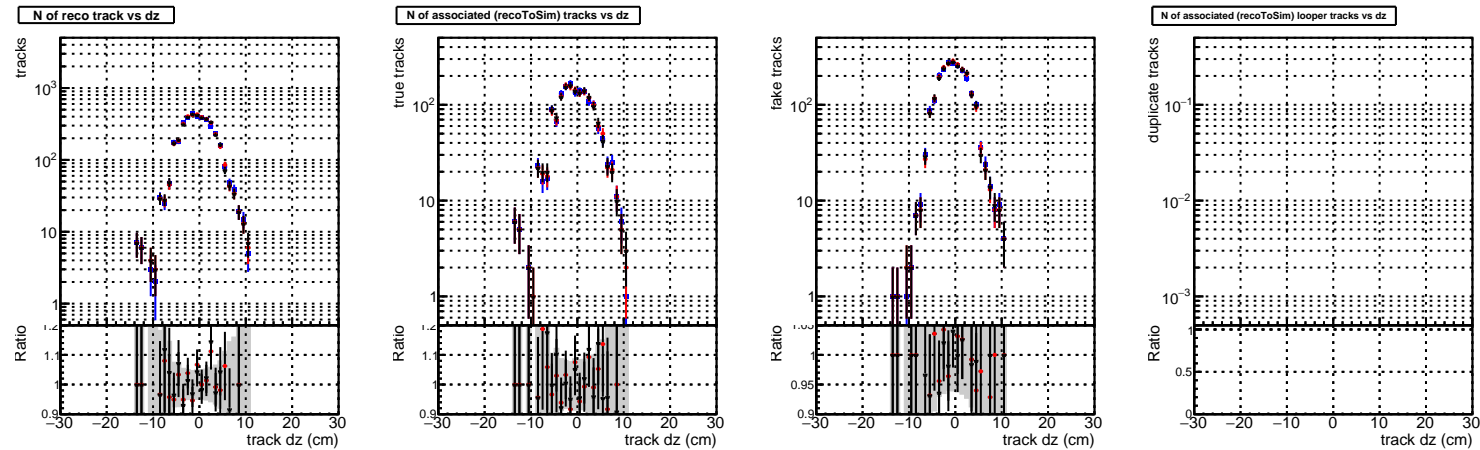 N of reco track vs dz
tracks
10³
10²
10
1
Ratio
1.2
1.1
1
0.9
−30 −20 −10 0 10 20 30
track dz (cm)
N of associated (recoToSim) tracks vs dz
true tracks
10²
10
1
Ratio
1.2
1.1
1
0.9
−30 −20 −10 0 10 20 30
track dz (cm)
fake tracks
10²
10
1
Ratio
0.95
0.9
−30 −20 −10 0 10 20 30
track dz (cm)
N of associated (recoToSim) looper tracks vs dz
duplicate tracks
10⁻¹
10⁻²
10⁻³
Ratio
1
0.5
0
−30 −20 −10 0 10 20 30
track dz (cm)